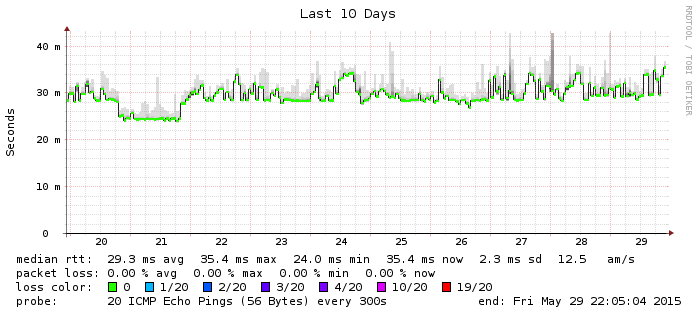 Last 10 Days
RRDTOOL / TOBI OETIKER
Seconds
40 m
30 m
20 m
10 m
0
20 21 22 23 24 25 26 27 28 29
median rtt: 29.3 ms avg 35.4 ms max 24.0 ms min 35.4 ms now 2.3 ms sd 12.5 am/s
packet loss: 0.00 % avg 0.00 % max 0.00 % min 0.00 % now
loss color: 0 1/20 2/20 3/20 4/20 10/20 19/20
probe: 20 ICMP Echo Pings (56 Bytes) every 300s end: Fri May 29 22:05:04 2015